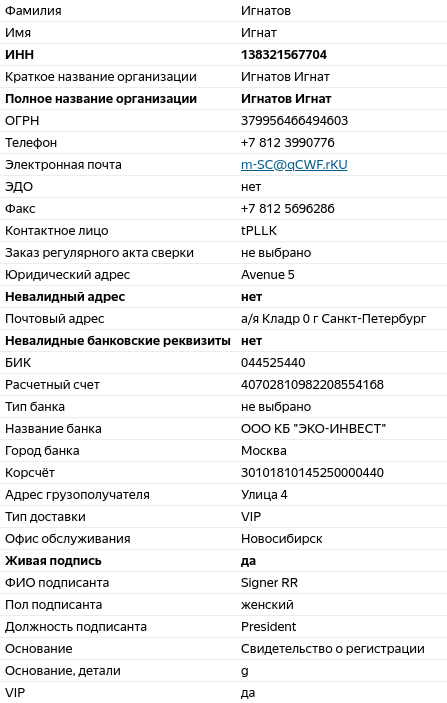 Фамилия Игнатов
Имя Игнат
ИНН 138321567704
Краткое название организации Игнатов Игнат
Полное название организации Игнатов Игнат
ОГРН 379956466494603
Телефон +7 812 3990776
Электронная почта m-SC@qCWF.rKU
ЭДО нет
Факс +7 812 5696286
Контактное лицо tPLLK
Заказ регулярного акта сверки не выбрано
Юридический адрес Avenue 5
Невалидный адрес нет
Почтовый адрес а/я Кладр 0 г Санкт-Петербург
Невалидные банковские реквизиты нет
БИК 044525440
Расчетный счет 40702810982208554168
Тип банка не выбрано
Название банка ООО КБ "ЭКО-ИНВЕСТ"
Город банка Москва
Корсчёт 30101810145250000440
Адрес грузополучателя Улица 4
Тип доставки VIP
Офис обслуживания Новосибирск
Живая подпись да
ФИО подписанта Signer RR
Пол подписанта женский
Должность подписанта President
Основание Свидетельство о регистрации
Основание, детали g
VIP да